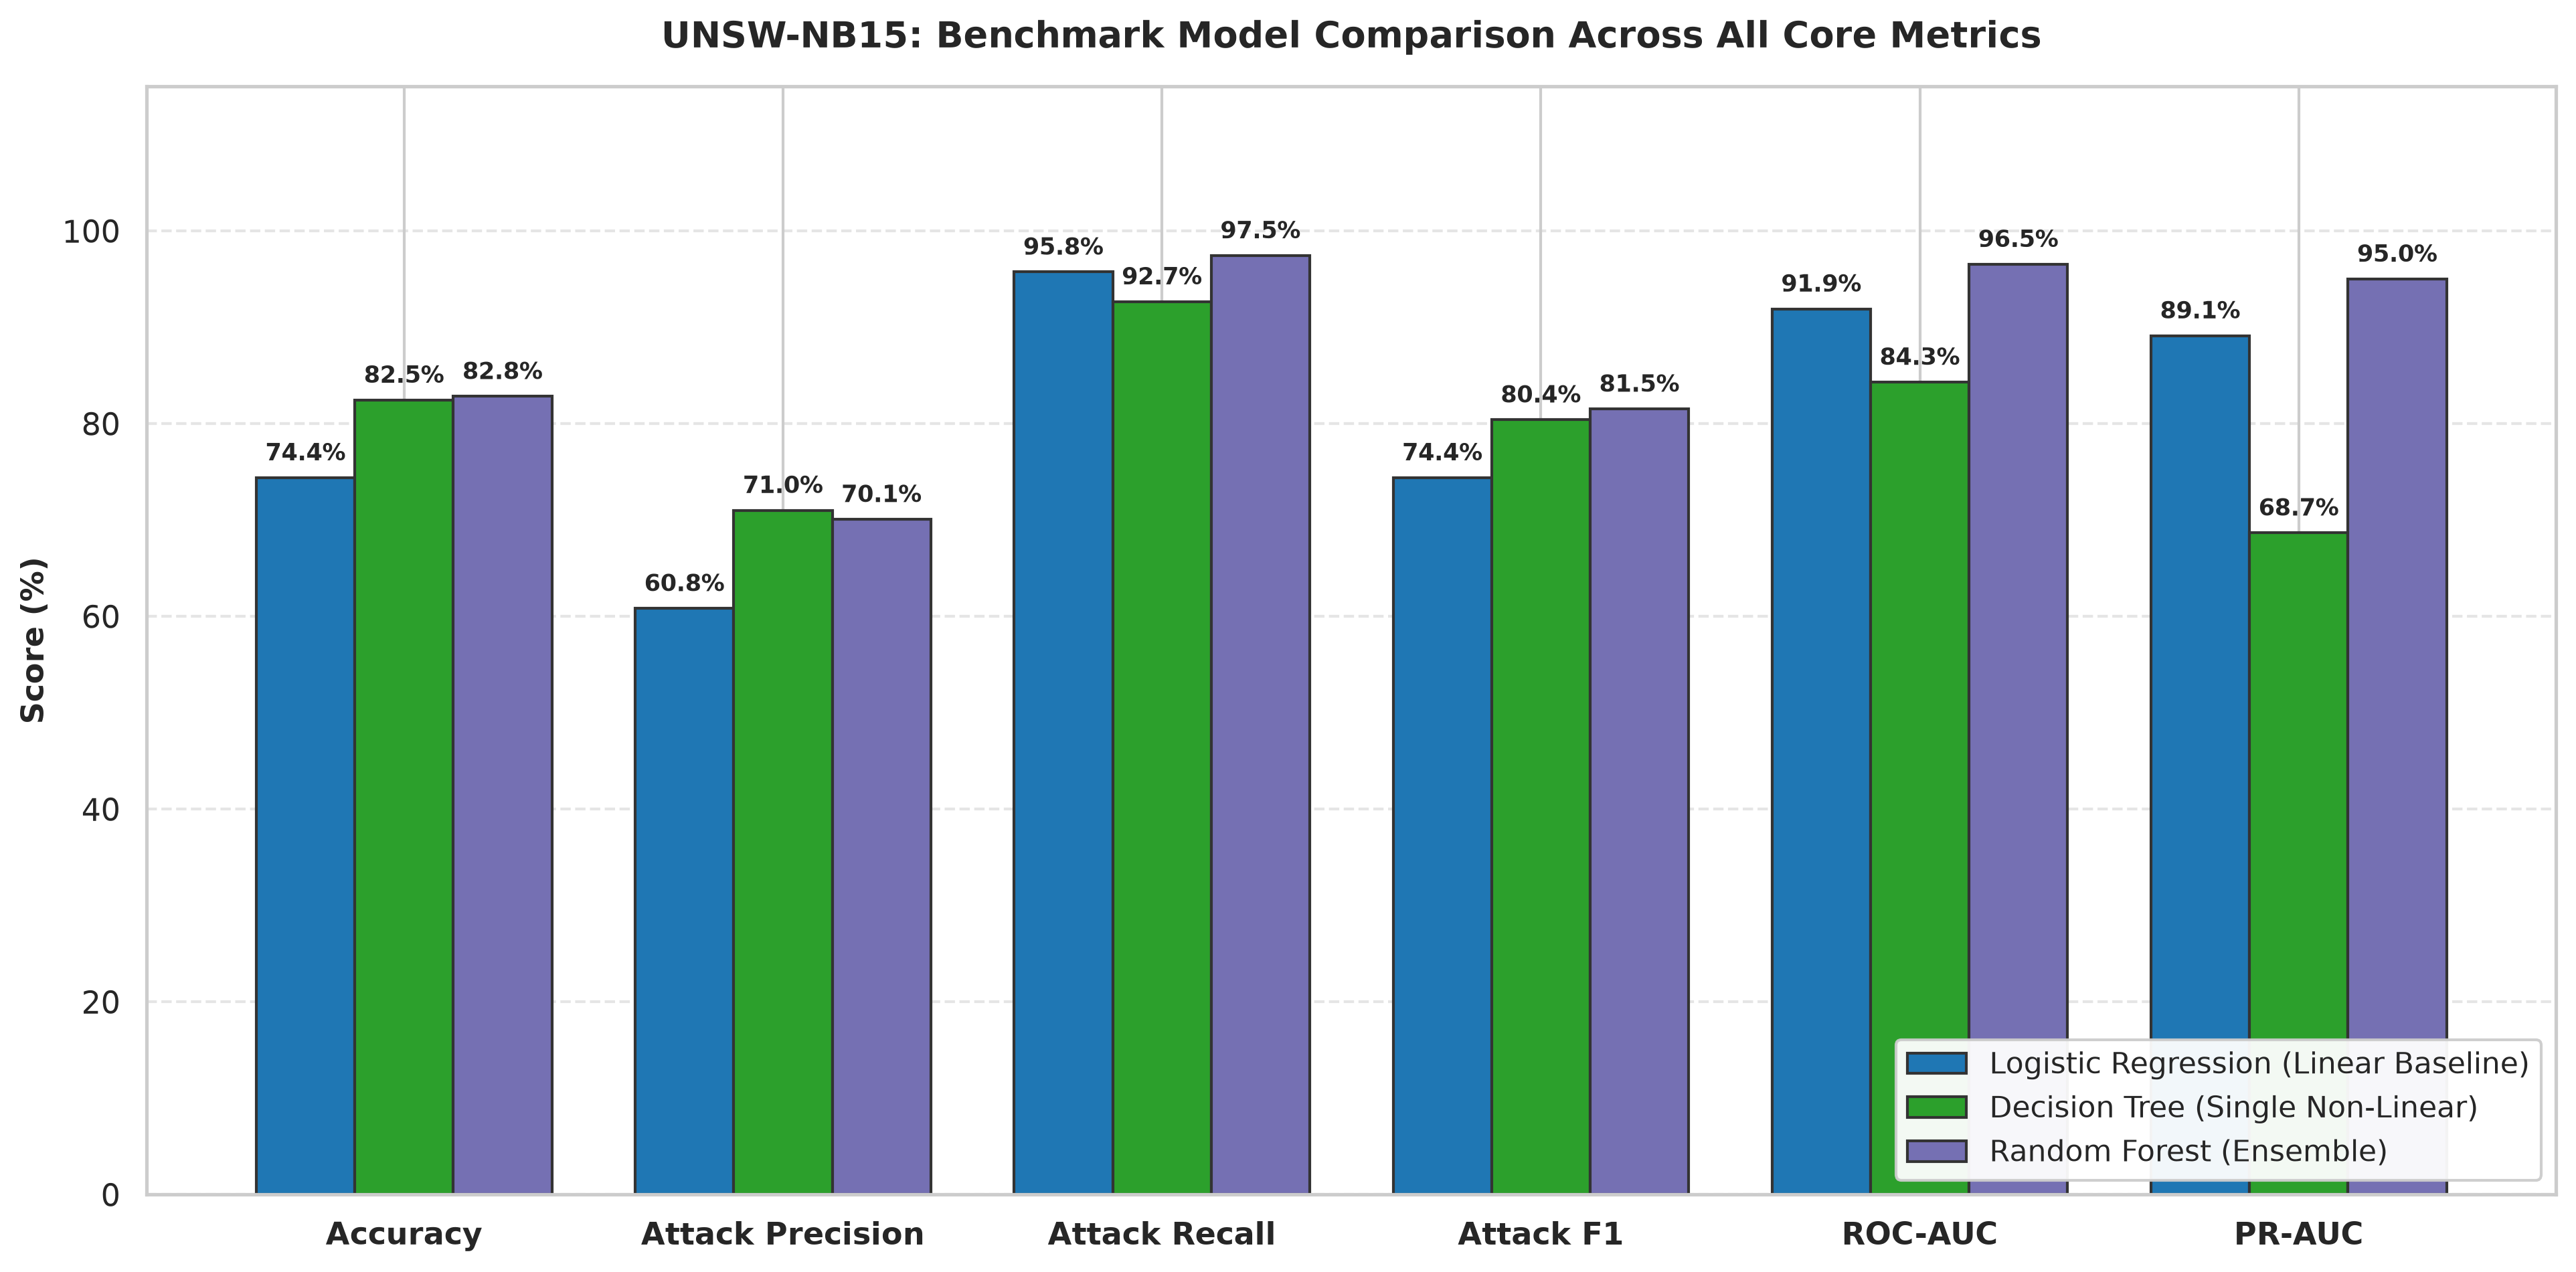 UNSW-NB15: Benchmark Model Comparison Across All Core Metrics
Score (%)
100
80
60
40
20
0
74.4%
82.5%
82.8%
60.8%
71.0%
70.1%
95.8%
92.7%
97.5%
74.4%
80.4%
81.5%
91.9%
84.3%
96.5%
89.1%
68.7%
95.0%
Logistic Regression (Linear Baseline)
Decision Tree (Single Non-Linear)
Random Forest (Ensemble)
Accuracy
Attack Precision
Attack Recall
Attack F1
ROC-AUC
PR-AUC